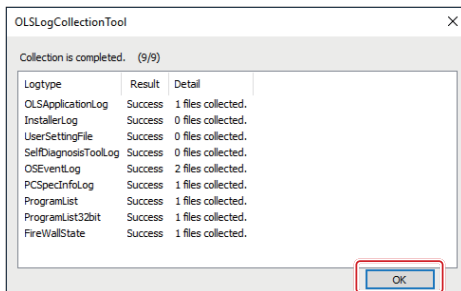 OLSLogCollectionTool
Collection is completed. (9/9)
Logtype Result Detail
OLSApplicationLog Success 1 files collected.
InstallerLog Success 0 files collected.
UserSettingFile Success 0 files collected.
SelfDiagnosisToolLog Success 0 files collected.
OSEventLog Success 2 files collected.
PCSpecInfoLog Success 1 files collected.
ProgramList Success 1 files collected.
ProgramList32bit Success 1 files collected.
FireWallState Success 1 files collected.
OK